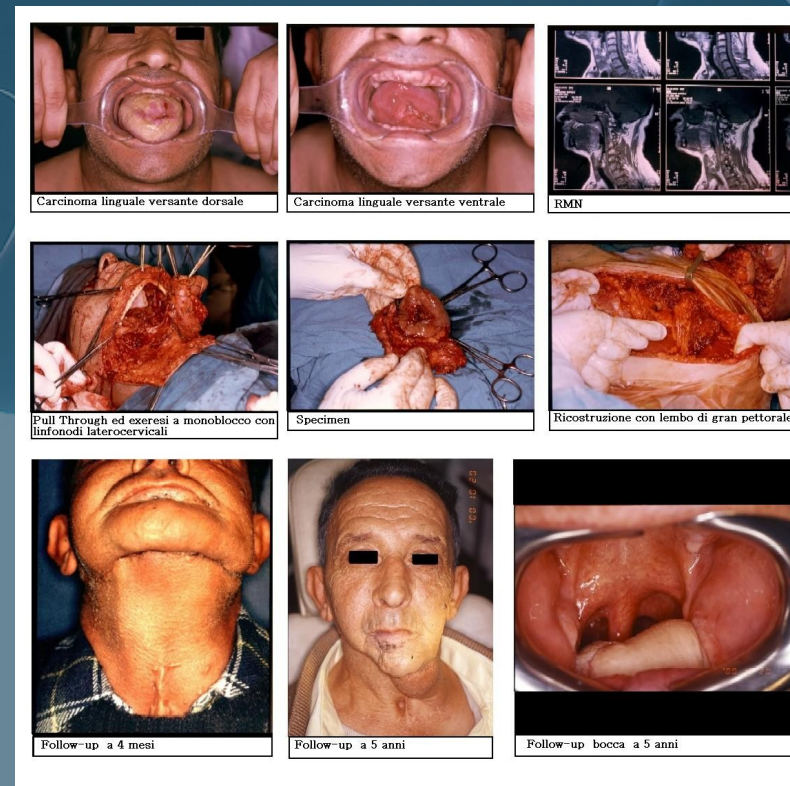 Carcinoma linguale versante dorsale
Carcinoma linguale versante ventrale
RMN
Pull Through ed exeresi a monoblocco con
linfonodi laterocervicali
Specimen
Ricostruzione con lembo di gran pettorale
Follow-up a 4 mesi
Follow-up a 5 anni
Follow-up bocca a 5 anni